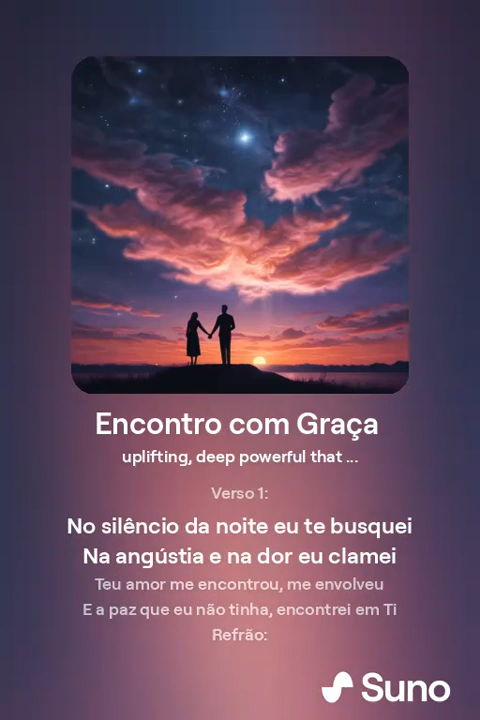 Encontro com Graça
uplifting, deep powerful that ...
Verso 1:
No silêncio da noite eu te busquei
Na angústia e na dor eu clamei
Teu amor me encontrou, me envolveu
E a paz que eu não tinha, encontrei em Ti
Refrão:
Suno